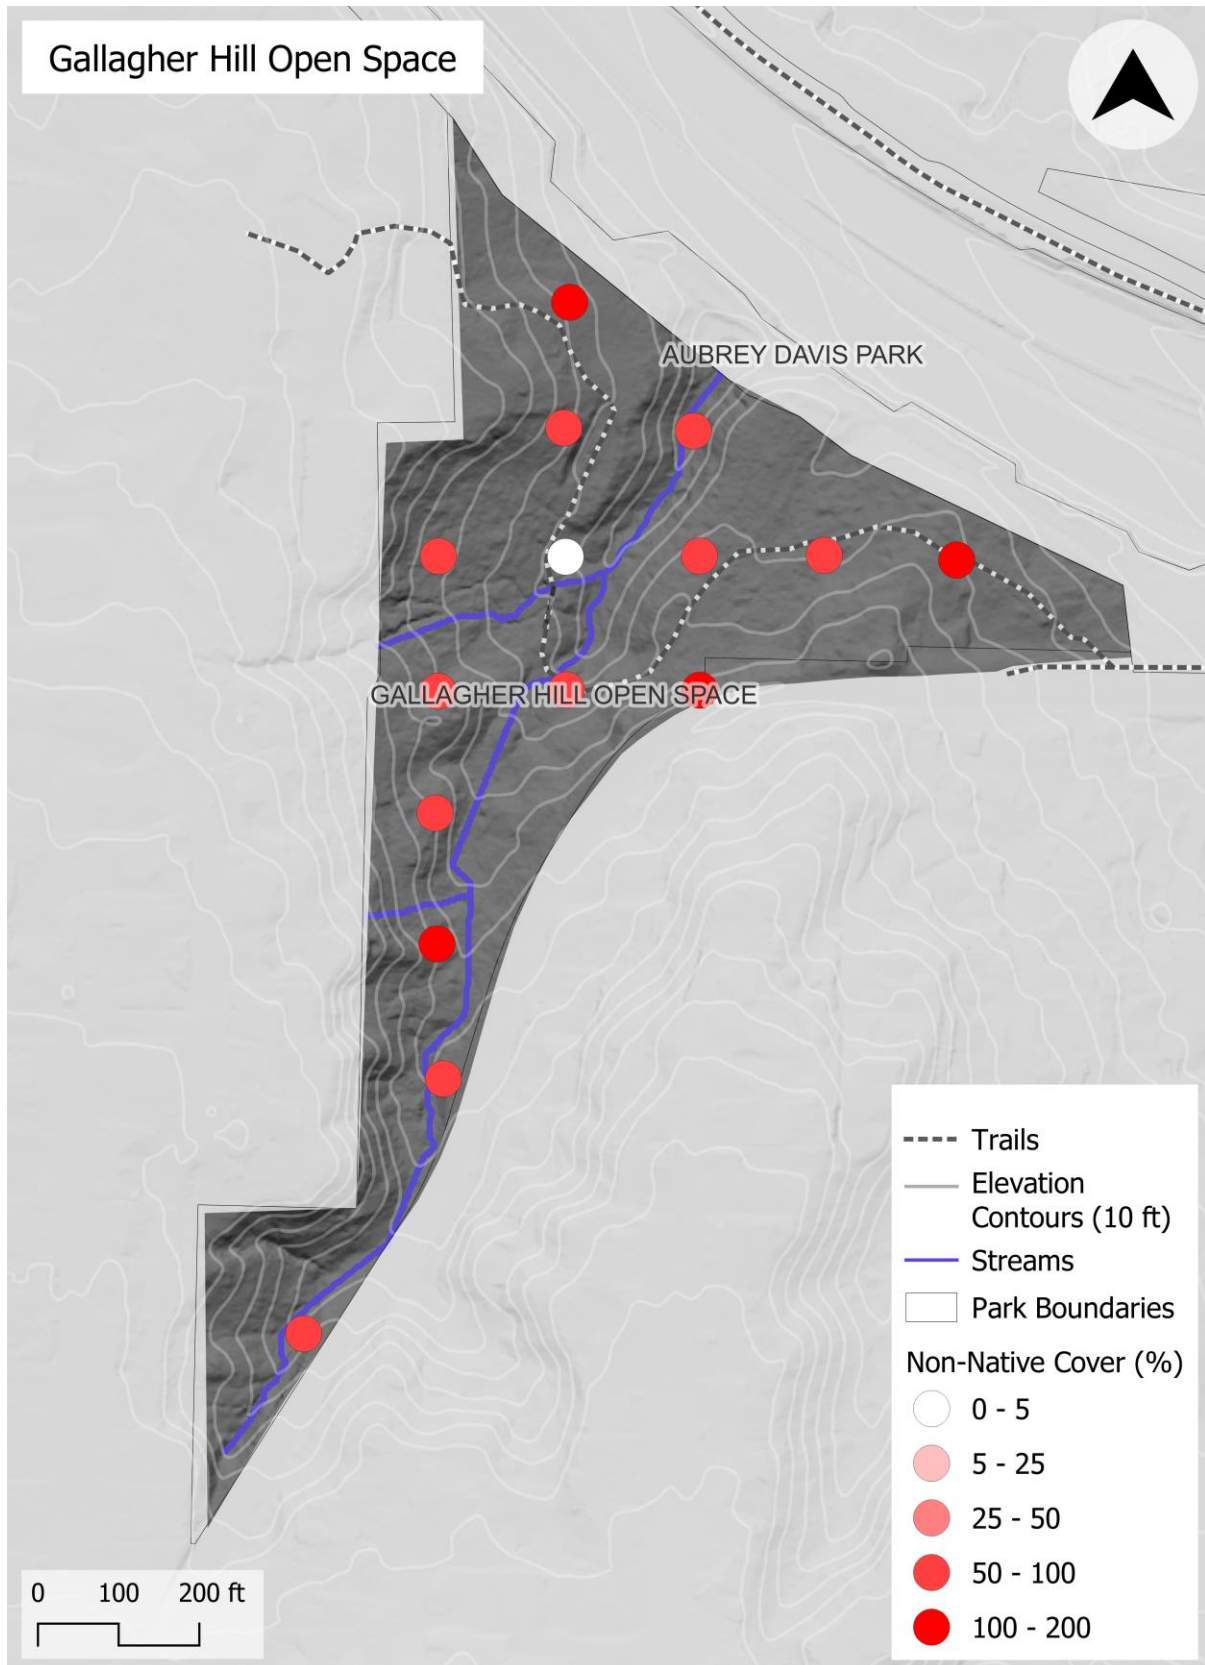 Gallagher Hill Open Space
AUBREY DAVIS PARK
GALLAGHER HILL OPEN SPACE
Trails
Elevation
Contours (10 ft)
Streams
Park Boundaries
Non-Native Cover (%)
0 - 5
5 - 25
25 - 50
50 - 100
100 - 200
0 100 200 ft